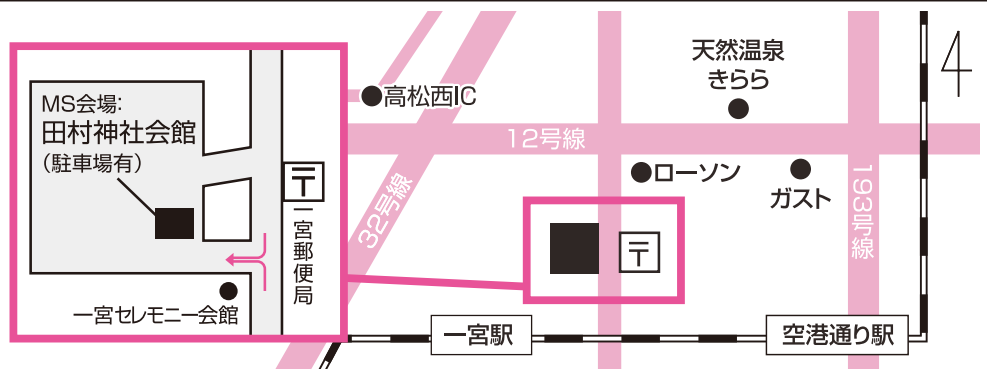 MS会場:
田村神社会館
(駐車場有)
〒
一宮郵便局
一宮セレモニー会館
高松西IC
32号線
12号線
天然温泉
きらら
ローソン
ガスト
193号線
〒
一宮駅
空港通り駅
4